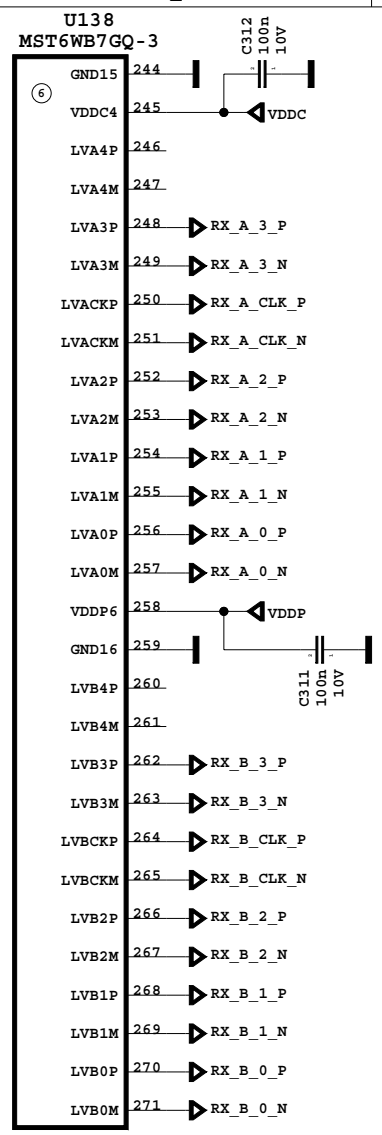 U138
MST6WB7GQ-3
C312
100n
10V
6
GND15 244
VDDC4 245 VDDC
LVA4P 246
LVA4M 247
LVA3P 248 RX_A_3_P
LVA3M 249 RX_A_3_N
LVACKP 250 RX_A_CLK_P
LVACKM 251 RX_A_CLK_N
LVA2P 252 RX_A_2_P
LVA2M 253 RX_A_2_N
LVA1P 254 RX_A_1_P
LVA1M 255 RX_A_1_N
LVA0P 256 RX_A_0_P
LVA0M 257 RX_A_0_N
VDDP6 258 VDDP
GND16 259
C311
100n
10V
LVB4P 260
LVB4M 261
LVB3P 262 RX_B_3_P
LVB3M 263 RX_B_3_N
LVBCKP 264 RX_B_CLK_P
LVBCKM 265 RX_B_CLK_N
LVB2P 266 RX_B_2_P
LVB2M 267 RX_B_2_N
LVB1P 268 RX_B_1_P
LVB1M 269 RX_B_1_N
LVB0P 270 RX_B_0_P
LVB0M 271 RX_B_0_N